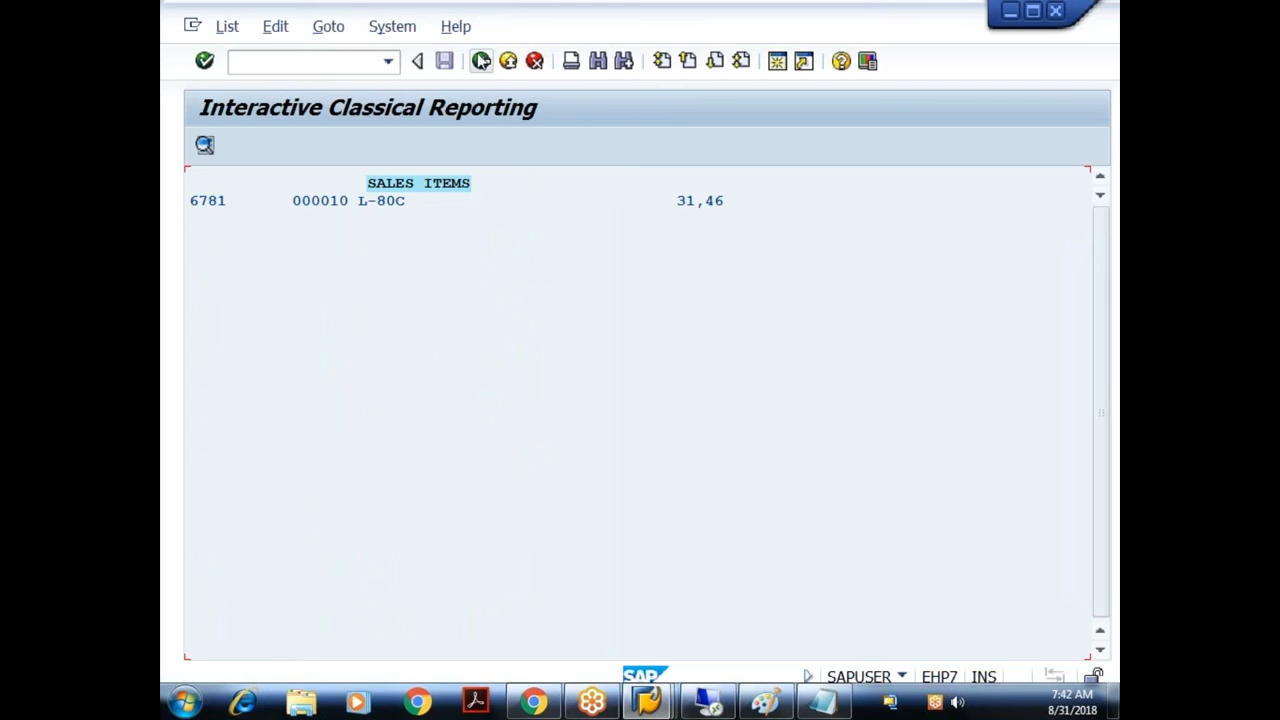 List Edit Goto System Help
Interactive Classical Reporting
SALES ITEMS
6781 000010 L-80C 31,46
SAP SAPUSER EHP7 INS
7:42 AM
8/31/2018